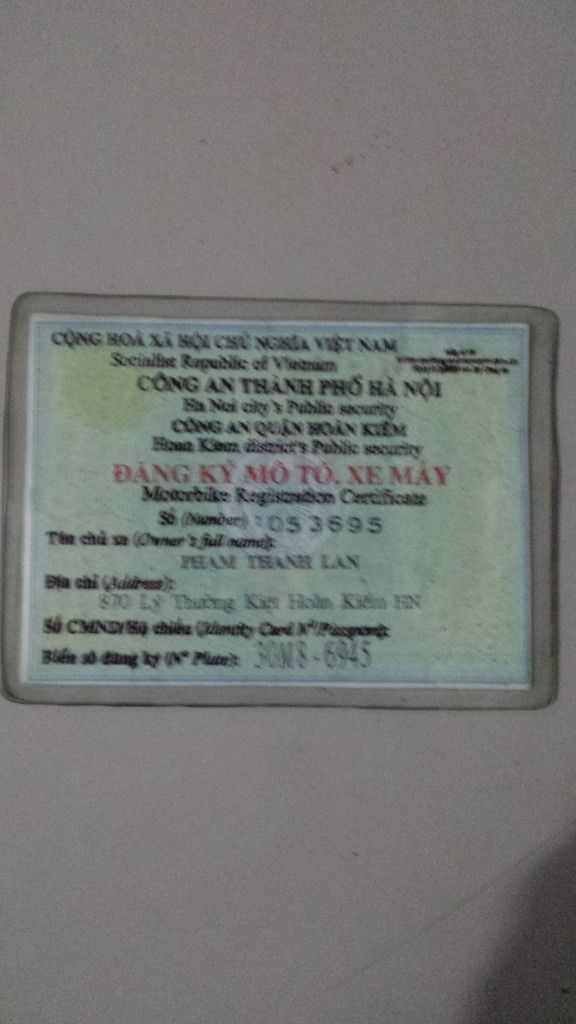 CỘNG HOÀ XÃ HỘI CHỦ NGHĨA VIỆT NAM
Socialist Republic of Vietnam
CÔNG AN THÀNH PHỐ HÀ NỘI
Ha Noi city's Public security
CÔNG AN QUẬN HOÀN KIẾM
Hoan Kiem district's Public security
ĐĂNG KÝ MÔ TÔ, XE MÁY
Motorbike Registration Certificate
Số (Number): 053695
Tên chủ xe (Owner's full name):
PHẠM THANH LAN
Địa chỉ (Address):
87 Lý Thường Kiệt Hoàn Kiếm HN
Số CMND/Hộ chiếu (Identity Card N°/Passport):
Biển số đăng ký (N° Plate): 30M8-6945